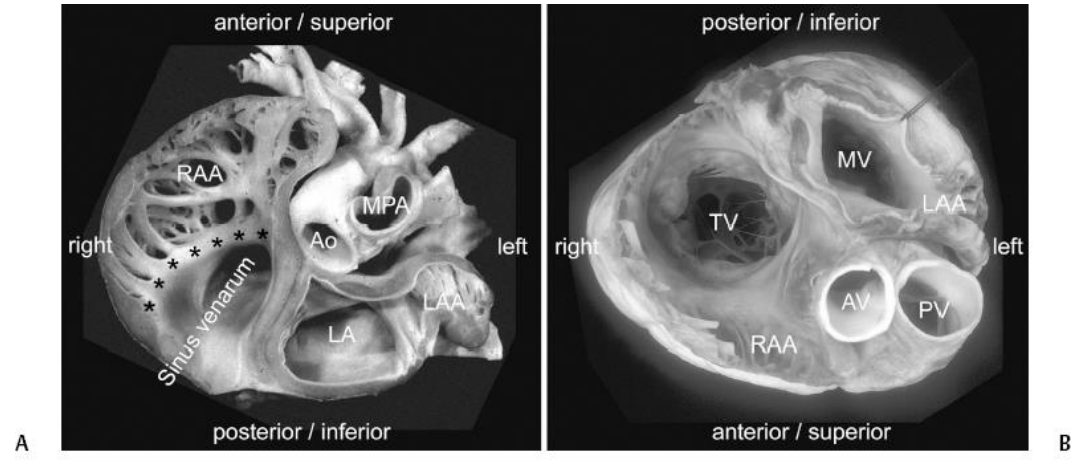 anterior / superior
RAA
MPA
Ao
right
left
* * * * * * * *
Sinus venarum
LAA
LA
posterior / inferior
A
posterior / inferior
MV
LAA
TV
right
left
AV
PV
RAA
anterior / superior
B